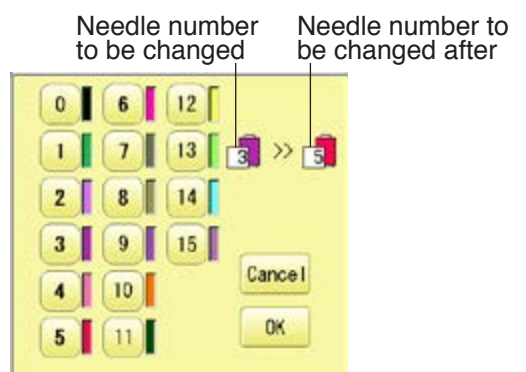 Needle number
to be changed
Needle number to
be changed after
0 6 12
1 7 13 3 >> 5
2 8 14
3 9 15
4 10
5 11
Cancel
OK